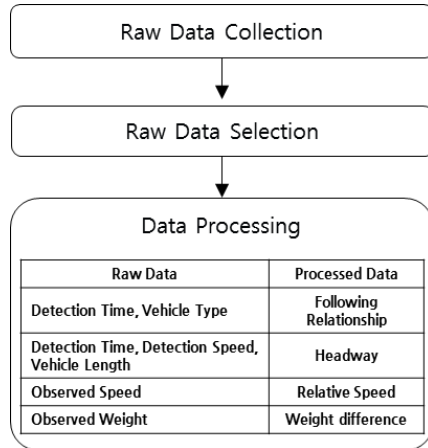 Raw Data Collection
Raw Data Selection
Data Processing
Raw Data Processed Data
Detection Time, Vehicle Type Following
Relationship
Detection Time, Detection Speed,
Vehicle Length Headway
Observed Speed Relative Speed
Observed Weight Weight difference